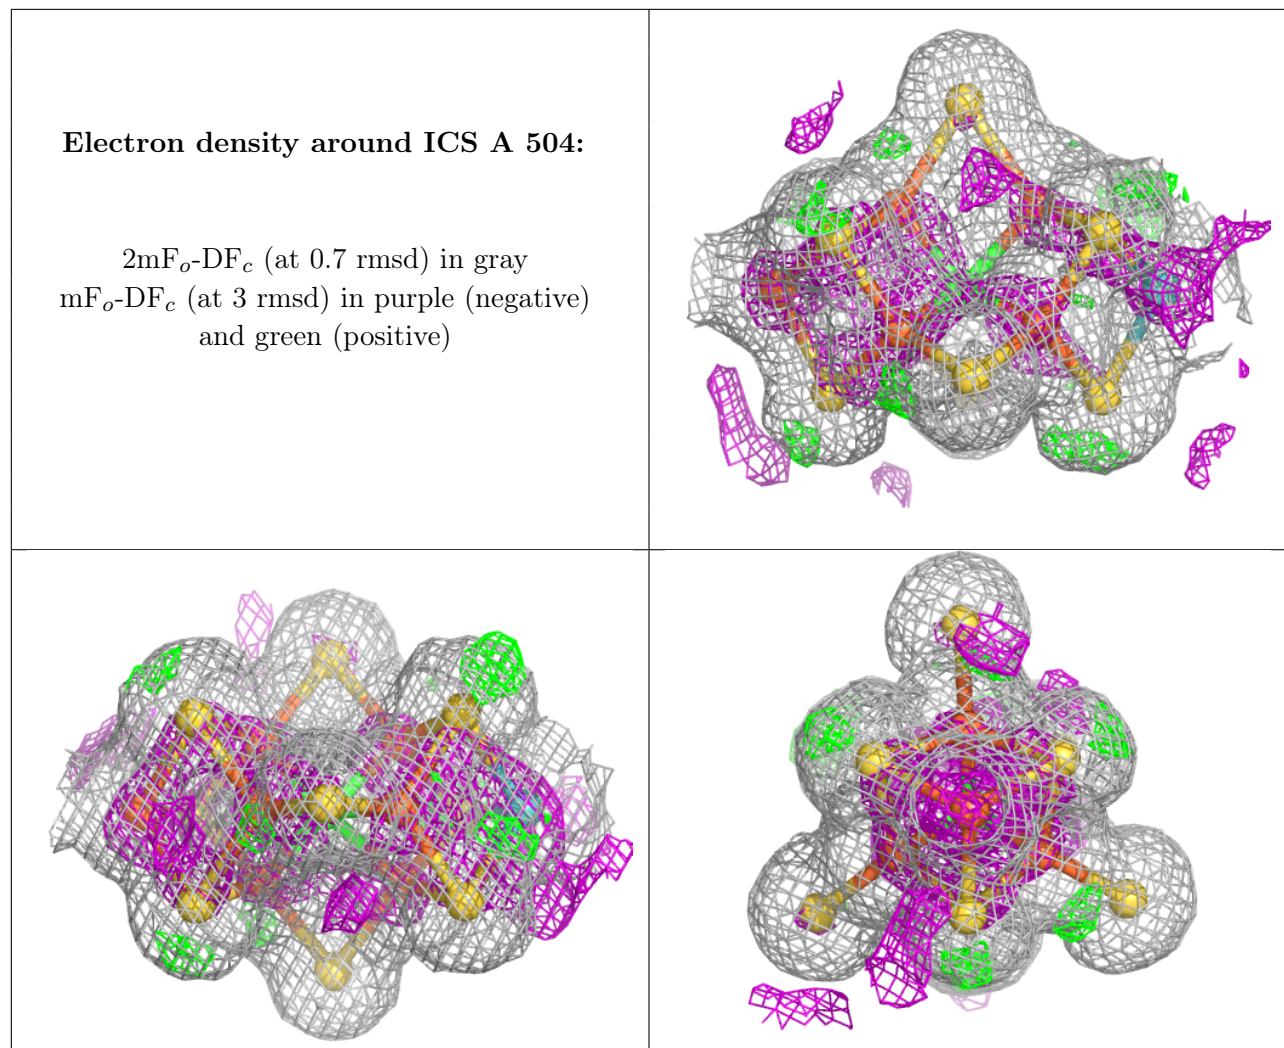 Electron density around ICS A 504:
2mFo-DFc (at 0.7 rmsd) in gray
mFo-DFc (at 3 rmsd) in purple (negative)
and green (positive)